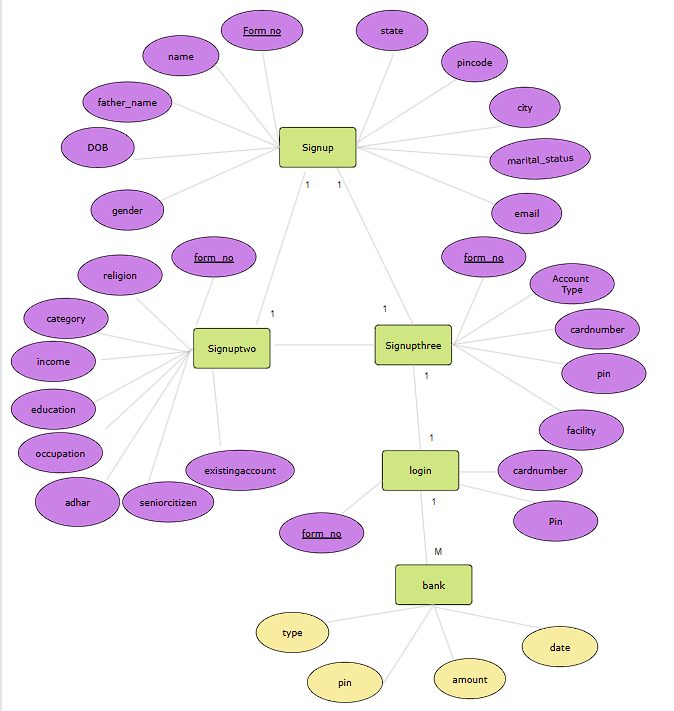 Form_no
state
name
pincode
father_name
city
DOB
Signup
marital_status
1
1
gender
email
form_no
form_no
religion
Account
Type
category
1
1
cardnumber
Signuptwo
Signupthree
income
pin
1
education
facility
1
occupation
existingaccount
login
cardnumber
adhar
seniorcitizen
1
Pin
form_no
M
bank
type
date
pin
amount